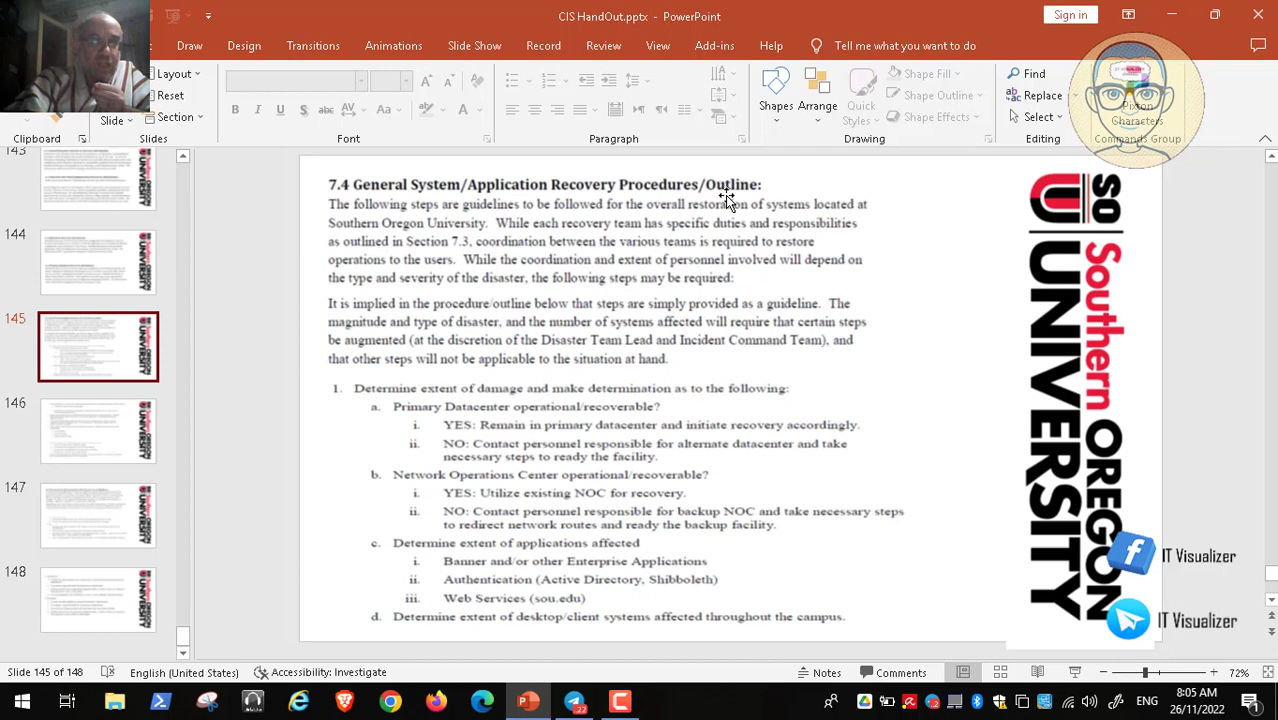 CIS HandOut.pptx - PowerPoint
Sign in
Draw
Design
Transitions
Animations
Slide Show
Record
Review
View
Add-ins
Help
Tell me what you want to do
Layout
Reset
Slide
Section
Shapes
Arrange
Quick
Styles
Shape Fill
Shape Outline
Shape Effects
Find
Replace
Select
Pixton
Characters
Clipboard
Slides
Font
Paragraph
Drawing
Editing
Commands Group
143
144
145
146
147
148
7.4 General System/Application Recovery Procedures/Outline:
The following steps are guidelines to be followed for the overall restoration of systems located at
Southern Oregon University. While each recovery team has specific duties and responsibilities
as outlined in Section 7.3, coordination between the various teams is required to restore
operations to the users. While the coordination and extent of personnel involved will depend on
the type and severity of the disaster, the following steps may be required:
It is implied in the procedure/outline below that steps are simply provided as a guideline. The
magnitude and type of disaster, and the number of systems affected will require that certain steps
be augmented (at the discretion of the Disaster Team Lead and Incident Command Team), and
that other steps will not be applicable to the situation at hand.
1. Determine extent of damage and make determination as to the following:
a. Primary Datacenter operational/recoverable?
i. YES: Remain in primary datacenter and initiate recovery accordingly.
ii. NO: Contact personnel responsible for alternate datacenter and take
necessary steps to ready the facility.
b. Network Operations Center operational/recoverable?
i. YES: Utilize existing NOC for recovery.
ii. NO: Contact personnel responsible for backup NOC and take necessary steps
to redirect network routes and ready the backup facility.
c. Determine extent of applications affected
i. Banner and/or other Enterprise Applications
ii. Authentication (Active Directory, Shibboleth)
iii. Web Services (sou.edu)
d. Determine extent of desktop/client systems affected throughout the campus.
SOU
Southern OREGON
UNIVERSITY
IT Visualizer
IT Visualizer
Slide 145 of 148
English (United States)
Accessibility: Investigate
Notes
Comments
72%
ENG
8:05 AM
26/11/2022